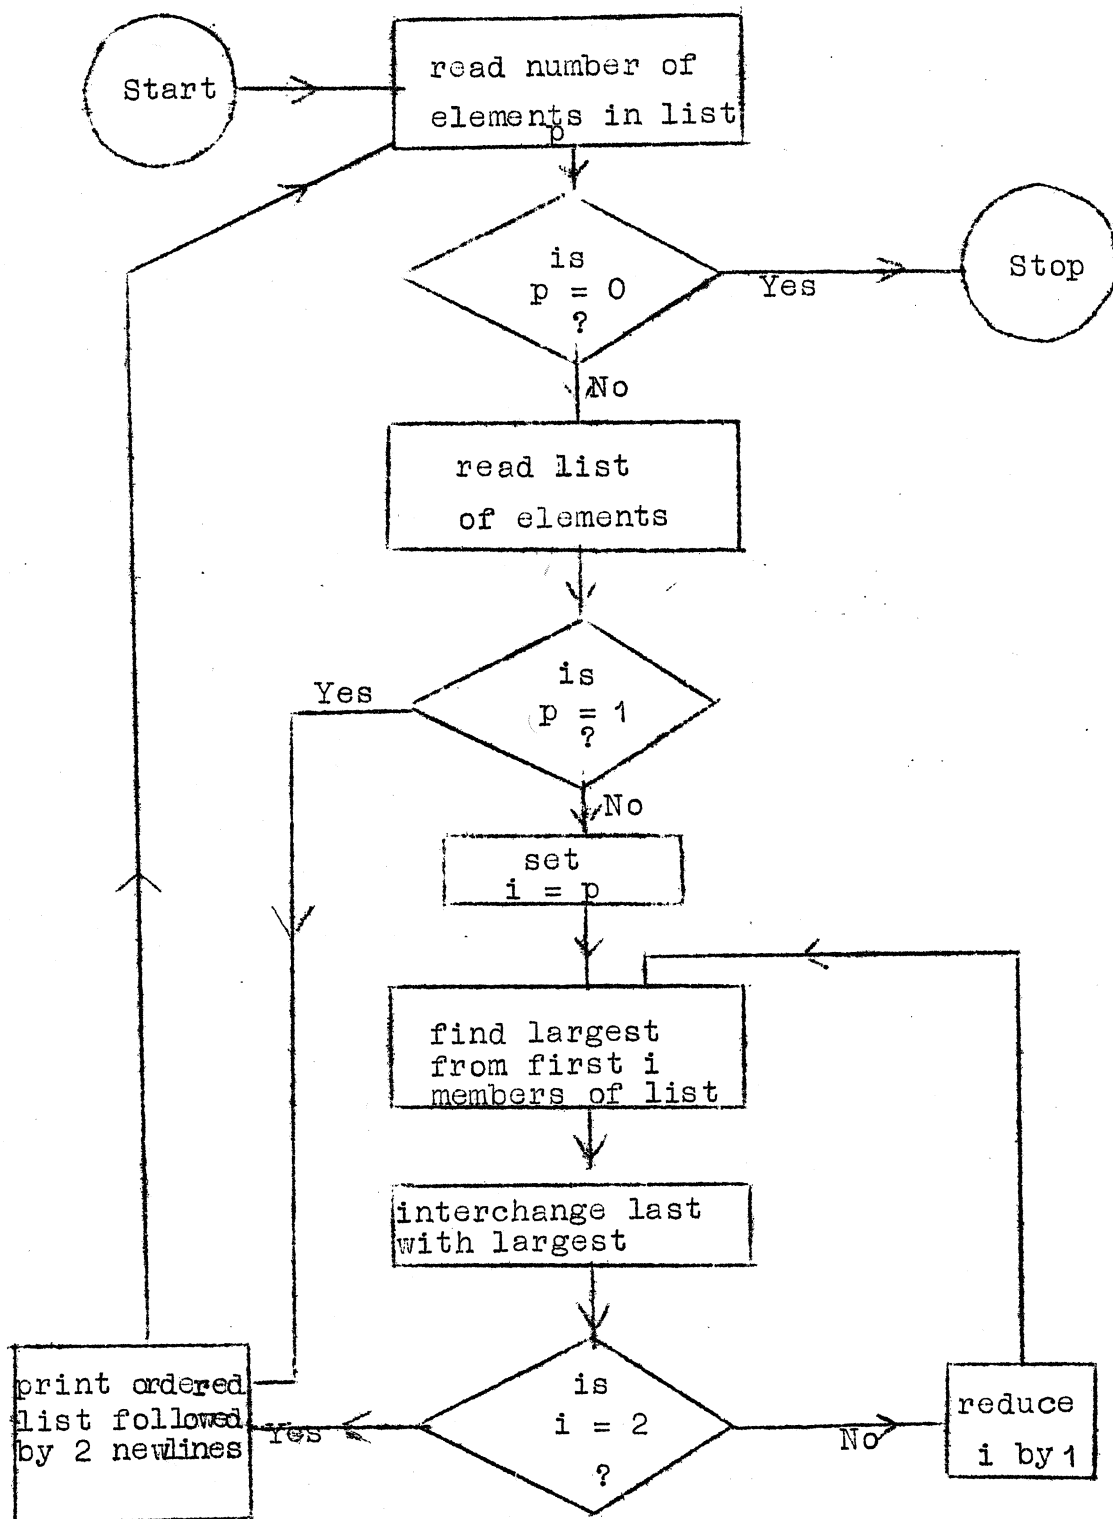 Start
read number of
elements in list
p
is
p = 0
?
Yes
Stop
No
read list
of elements
is
p = 1
?
Yes
No
set
i = p
find largest
from first i
members of list
interchange last
with largest
is
i = 2
?
Yes
No
print ordered
list followed
by 2 newlines
reduce
i by 1